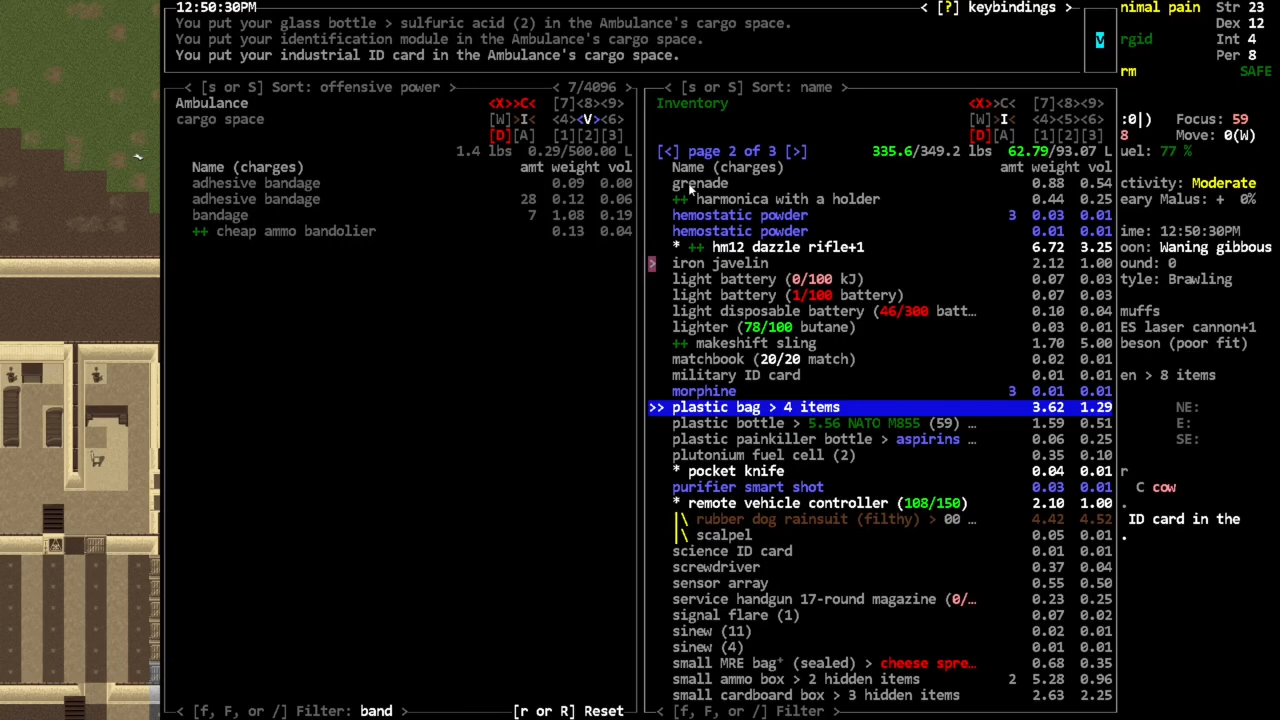 12:50:30PM
< [?] keybindings >
You put your glass bottle > sulfuric acid (2) in the Ambulance's cargo space.
You put your identification module in the Ambulance's cargo space.
You put your industrial ID card in the Ambulance's cargo space.
v
< [s or S] Sort: offensive power >
< 7/4096 >
Ambulance
cargo space
<X>>C< [7]<8>[9>
[W]>I< <4><V><6>
[D][A] [1][2][3]
1.4 lbs 0.29/500.00 L
Name (charges) amt weight vol
adhesive bandage 0.09 0.00
adhesive bandage 28 0.12 0.06
bandage 7 1.08 0.19
++ cheap ammo bandolier 0.13 0.04
< [f, F, or /] Filter: band >
[r or R] Reset
< [s or S] Sort: name >
Inventory
<X>>C< [7]<8><9>
[W]>I< <4><5><6>
[D][A] [1][2][3]
[<] page 2 of 3 [>] 335.6/349.2 lbs 62.79/93.07 L
Name (charges) amt weight vol
grenade 0.88 0.54
++ harmonica with a holder 0.44 0.25
hemostatic powder 3 0.03 0.01
hemostatic powder 0.01 0.01
* ++ hm12 dazzle rifle+1 6.72 3.25
> iron javelin 2.12 1.00
light battery (0/100 kJ) 0.07 0.03
light battery (1/100 battery) 0.07 0.03
light disposable battery (46/300 batt… 0.10 0.04
lighter (78/100 butane) 0.03 0.01
++ makeshift sling 1.70 5.00
matchbook (20/20 match) 0.02 0.01
military ID card 0.01 0.01
morphine 3 0.01 0.01
>> plastic bag > 4 items 3.62 1.29
plastic bottle > 5.56 NATO M855 (59) … 1.59 0.51
plastic painkiller bottle > aspirins … 0.06 0.25
plutonium fuel cell (2) 0.35 0.10
* pocket knife 0.04 0.01
purifier smart shot 0.03 0.01
* remote vehicle controller (108/150) 2.10 1.00
|\ rubber dog rainsuit (filthy) > 00 … 4.42 4.52
|\ scalpel 0.05 0.01
science ID card 0.01 0.01
screwdriver 0.37 0.04
sensor array 0.55 0.50
service handgun 17-round magazine (0/… 0.23 0.25
signal flare (1) 0.07 0.02
sinew (11) 0.02 0.01
sinew (4) 0.01 0.01
small MRE bag* (sealed) > cheese spre… 0.68 0.35
small ammo box > 2 hidden items 2 5.28 0.96
small cardboard box > 3 hidden items 2.63 2.25
< [f, F, or /] Filter >
nimal pain Str 23
Dex 12
rgid Int 4
Per 8
rm SAFE
:0|) Focus: 59
8 Move: 0(W)
uel: 77 %
ctivity: Moderate
eary Malus: + 0%
ime: 12:50:30PM
oon: Waning gibbous
ound: 0
tyle: Brawling
muffs
ES laser cannon+1
beson (poor fit)
en > 8 items
NE:
E:
SE:
r
C cow
.
ID card in the
.